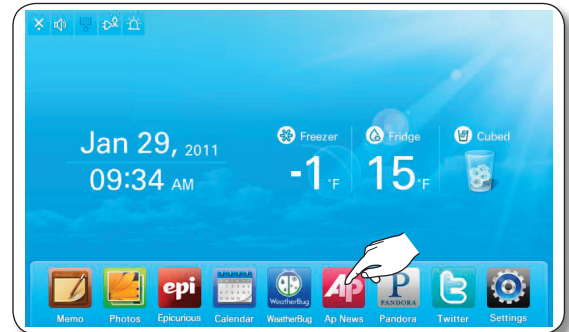 Jan 29, 2011
09:34 AM
Freezer
-1 °F
Fridge
15 °F
Cubed
epi
WeatherBug
AP
P
PANDORA
Memo
Photos
Epicurious
Calendar
WeatherBug
Ap News
Pandora
Twitter
Settings